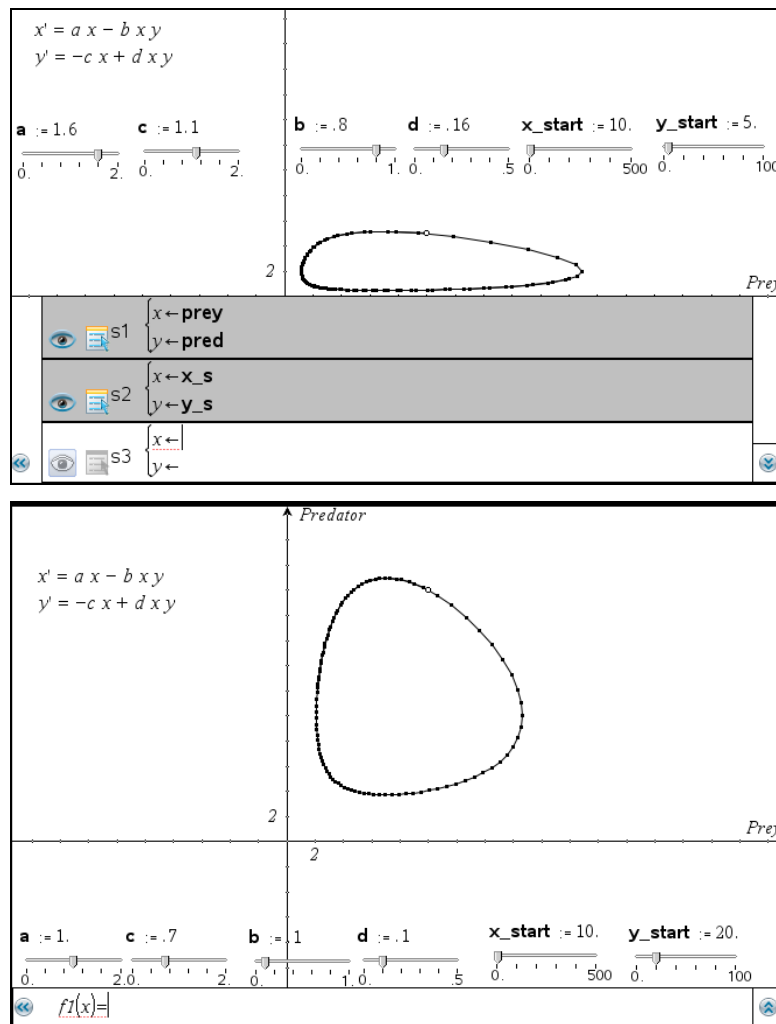 x' = a x − b x y
y' = −c x + d x y
a := 1.6 c := 1.1 b := .8 d := .16 x_start := 10. y_start := 5.
0. 2. 0. 2. 0. 1. 0. .5 0. 500 0. 100
2
Prey
s1 x←prey
y←pred
s2 x←x_s
y←y_s
s3 x←
y←
Predator
x' = a x − b x y
y' = −c x + d x y
2
Prey
2
a := 1. c := .7 b := .1 d := .1 x_start := 10. y_start := 20.
0. 2. 0. 2. 0. 1. 0. .5 0. 500 0. 100
f1(x)=